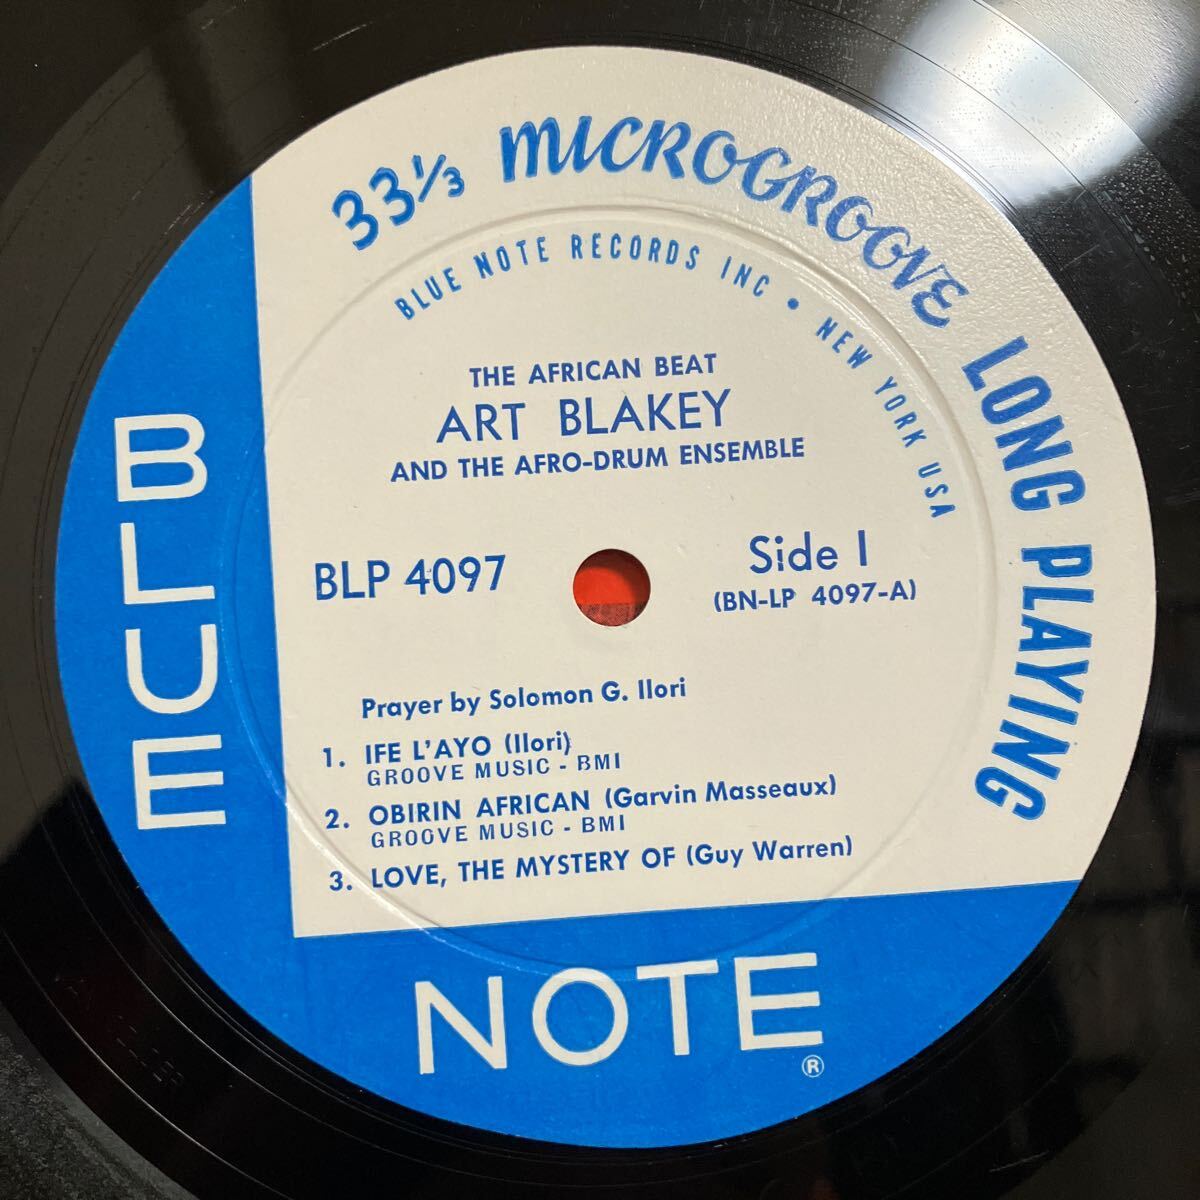 33⅓ MICROGROOVE LONG PLAYING
BLUE NOTE RECORDS INC • NEW YORK USA
THE AFRICAN BEAT
ART BLAKEY
AND THE AFRO-DRUM ENSEMBLE
BLP 4097
Side 1
(BN-LP 4097-A)
Prayer by Solomon G. Ilori
1. IFE L'AYO (Ilori)
GROOVE MUSIC - BMI
2. OBIRIN AFRICAN (Garvin Masseaux)
GROOVE MUSIC - BMI
3. LOVE, THE MYSTERY OF (Guy Warren)
BLUE
NOTE
®